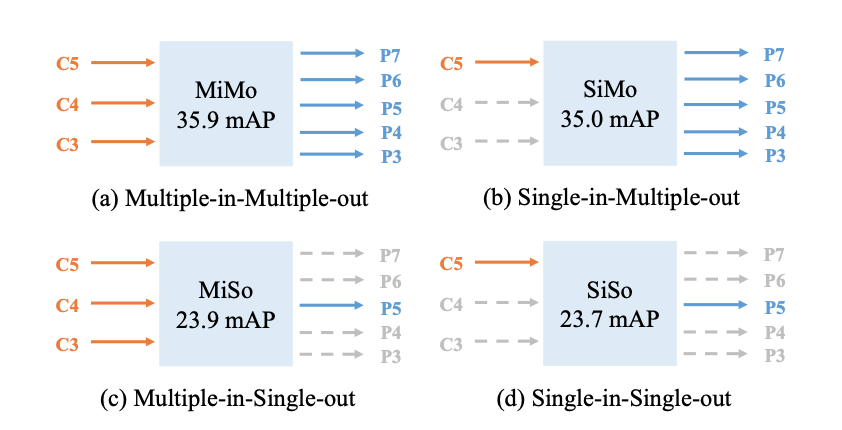 C5
C4
C3
MiMo
35.9 mAP
P7
P6
P5
P4
P3
(a) Multiple-in-Multiple-out
C5
C4
C3
SiMo
35.0 mAP
P7
P6
P5
P4
P3
(b) Single-in-Multiple-out
C5
C4
C3
MiSo
23.9 mAP
P7
P6
P5
P4
P3
(c) Multiple-in-Single-out
C5
C4
C3
SiSo
23.7 mAP
P7
P6
P5
P4
P3
(d) Single-in-Single-out